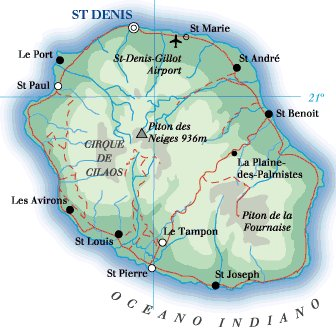 ST DENIS
St Marie
Le Port
St-Denis-Gillot
Airport
St André
St Paul
21°
St Benoit
Piton des
Neiges 936m
CIRQUE
DE
CILAOS
La Plaine-
des-Palmistes
Les Avirons
Piton de la
Fournaise
St Louis
Le Tampon
St Pierre
St Joseph
OCEANO INDIANO